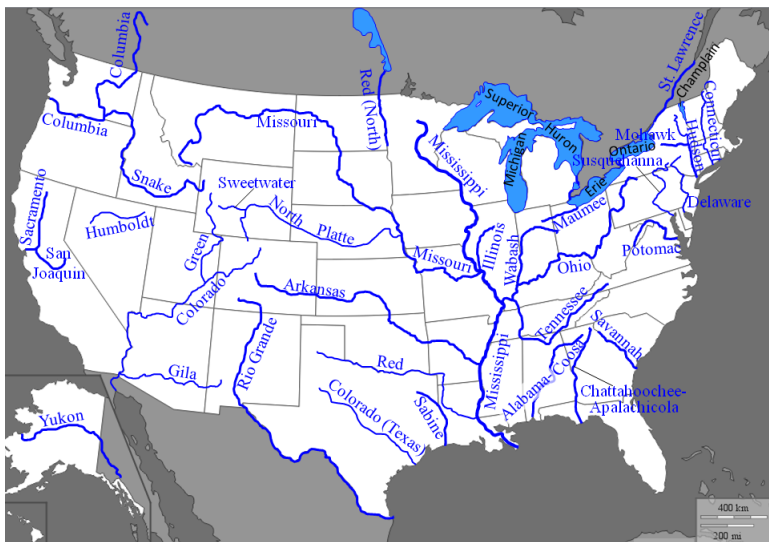 Columbia
St. Lawrence
Champlain
Red (North)
Superior
Connecticut
Columbia
Missouri
Huron
Mohawk
Hudson
Mississippi
Michigan
Ontario
Susquehanna
Snake
Sweetwater
Erie
Sacramento
Humboldt
North Platte
Maumee
Delaware
San
Joaquin
Green
Missouri
Illinois
Wabash
Ohio
Potomac
Colorado
Arkansas
Tennessee
Savannah
Rio Grande
Gila
Red
Mississippi
Alabama-Coosa
Colorado (Texas)
Sabine
Chattahoochee-
Apalachicola
Yukon
400 km
200 mi